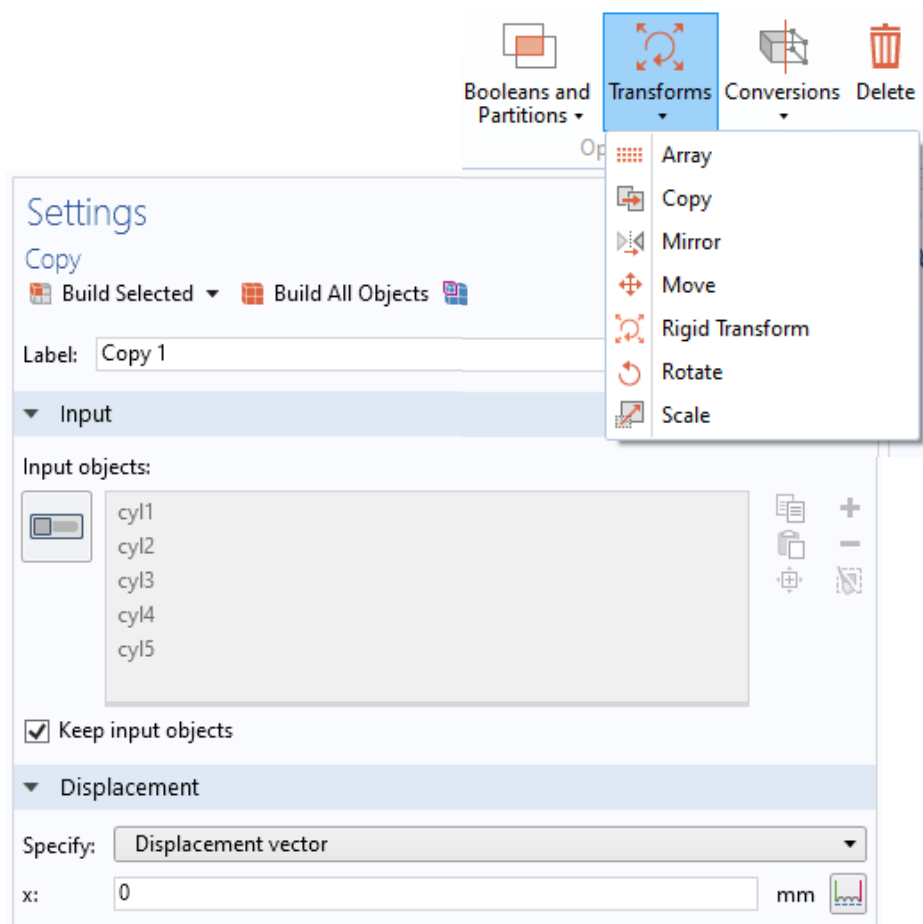 Booleans and Partitions
Transforms
Conversions
Delete
Op
Array
Copy
Mirror
Move
Rigid Transform
Rotate
Scale
Settings
Copy
Build Selected
Build All Objects
Label: Copy 1
Input
Input objects:
cyl1
cyl2
cyl3
cyl4
cyl5
Keep input objects
Displacement
Specify: Displacement vector
x: 0 mm